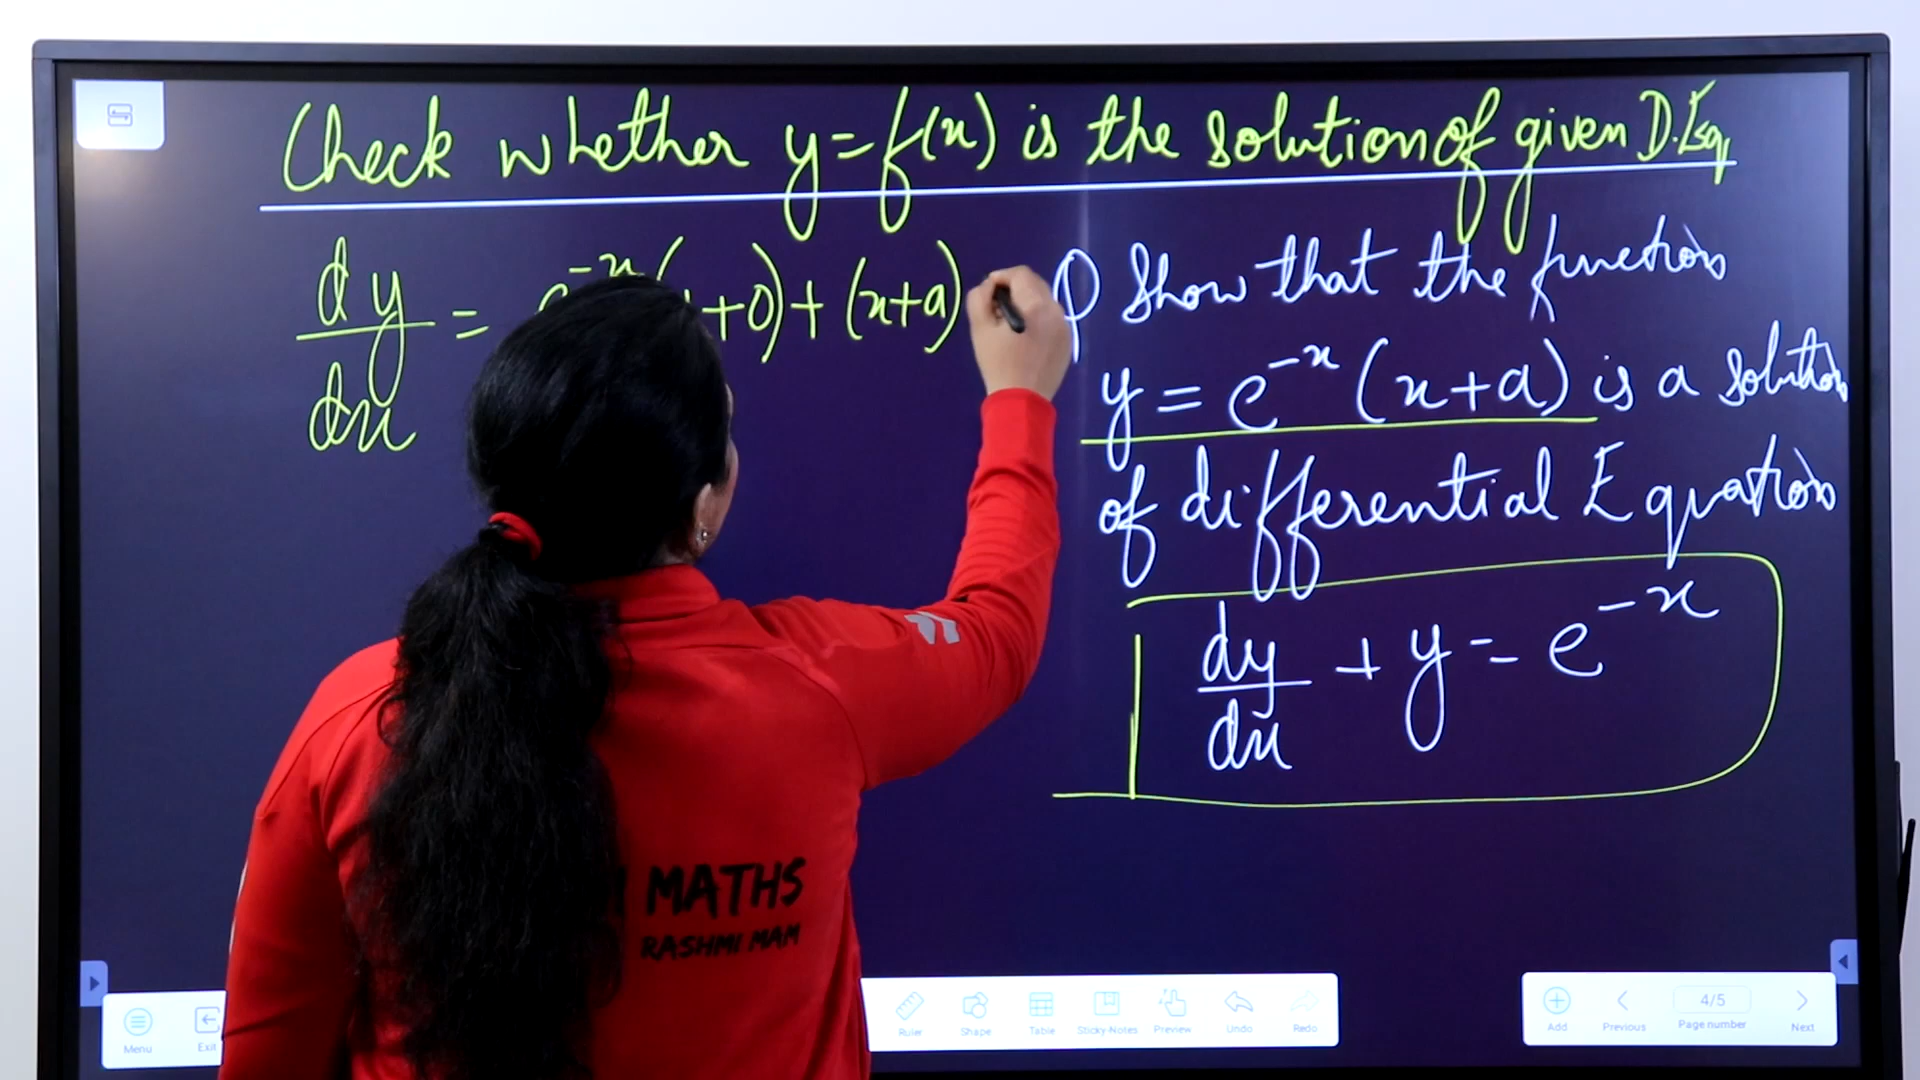 Check whether y=f(x) is the solution of given D.Eq
dy/dx = e^-x( +0)+(x+a)
Q Show that the function
y = e^-x (x+a) is a solution
of differential Equation
dy/dx + y = e^-x
MATHS
RASHMI MAM
Menu
Exit
Ruler
Shape
Table
Sticky-Notes
Preview
Undo
Redo
Add
Previous
4/5
Page number
Next